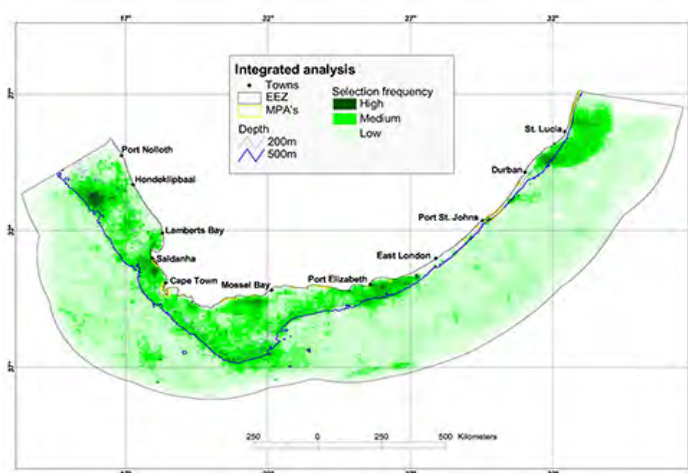 17° 22° 27° 32°
Integrated analysis
Towns
EEZ
MPA's
Depth
200m
500m
Selection frequency
High
Medium
Low
St. Lucia
Port Nolloth
Durban
Hondeklipbaai
Port St. Johns
Lamberts Bay
East London
Saldanha
Port Elizabeth
Cape Town
Mossel Bay
250 0 250 500 Kilometers